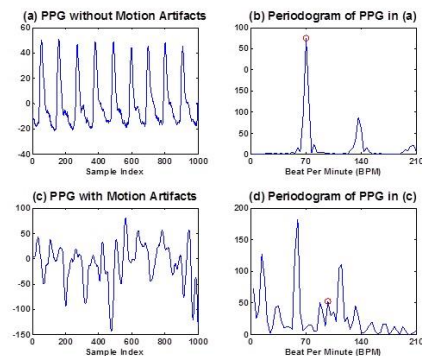 (a) PPG without Motion Artifacts
60
40
20
0
-20
-40
0 200 400 600 800 1000
Sample Index
(b) Periodogram of PPG in (a)
200
150
100
50
0
0 70 140 210
Beat Per Minute (BPM)
(c) PPG with Motion Artifacts
100
50
0
-50
-100
-150
0 200 400 600 800 1000
Sample Index
(d) Periodogram of PPG in (c)
200
150
100
50
0
0 70 140 210
Beat Per Minute (BPM)